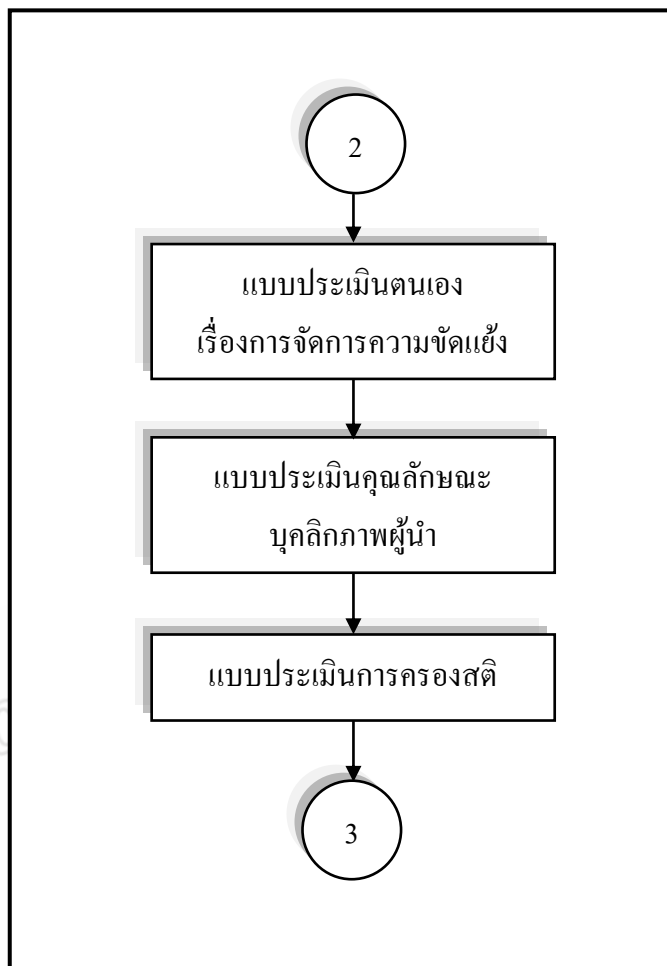 2
แบบประเมินตนเอง
เรื่องการจัดการความขัดแย้ง
แบบประเมินคุณลักษณะ
บุคลิกภาพผู้นำ
แบบประเมินการครองสติ
3